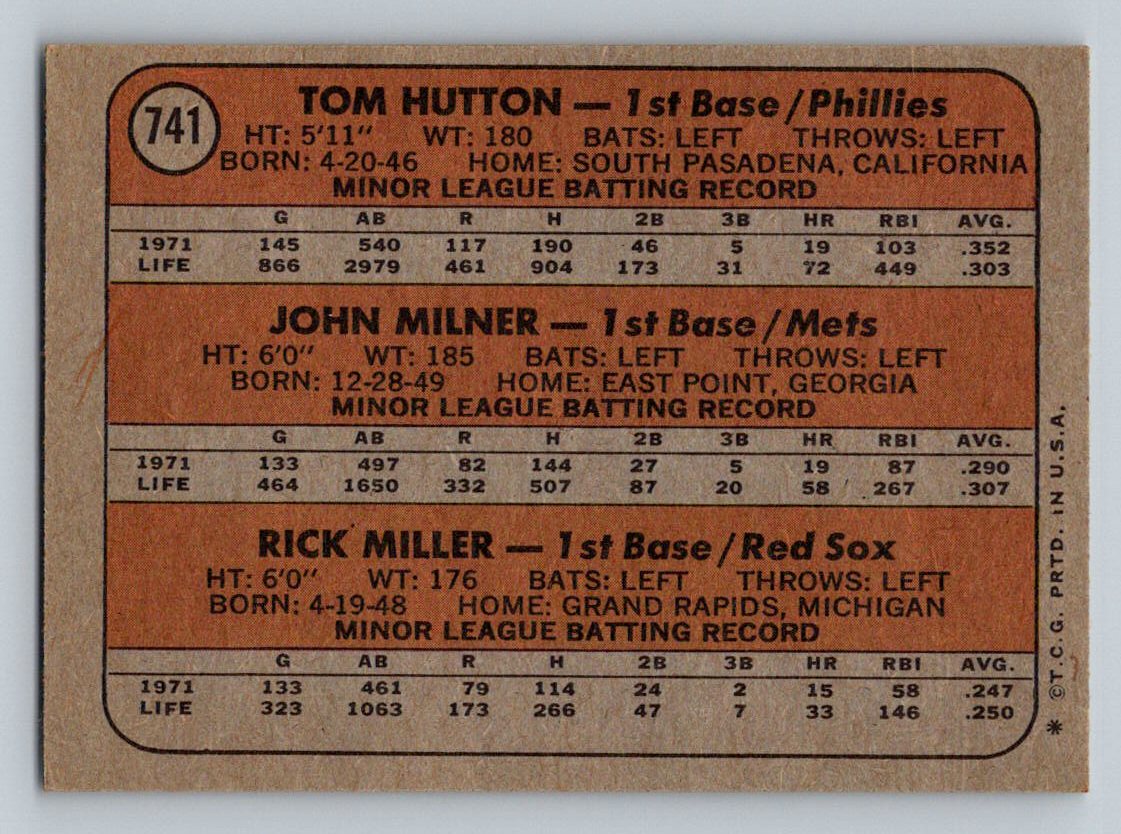 741
TOM HUTTON — 1st Base/Phillies
HT: 5'11" WT: 180 BATS: LEFT THROWS: LEFT
BORN: 4-20-46 HOME: SOUTH PASADENA, CALIFORNIA
MINOR LEAGUE BATTING RECORD
G AB R H 2B 3B HR RBI AVG.
1971 145 540 117 190 46 5 19 103 .352
LIFE 866 2979 461 904 173 31 72 449 .303
JOHN MILNER — 1st Base/Mets
HT: 6'0" WT: 185 BATS: LEFT THROWS: LEFT
BORN: 12-28-49 HOME: EAST POINT, GEORGIA
MINOR LEAGUE BATTING RECORD
G AB R H 2B 3B HR RBI AVG.
1971 133 497 82 144 27 5 19 87 .290
LIFE 464 1650 332 507 87 20 58 267 .307
RICK MILLER — 1st Base/Red Sox
HT: 6'0" WT: 176 BATS: LEFT THROWS: LEFT
BORN: 4-19-48 HOME: GRAND RAPIDS, MICHIGAN
MINOR LEAGUE BATTING RECORD
G AB R H 2B 3B HR RBI AVG.
1971 133 461 79 114 24 2 15 58 .247
LIFE 323 1063 173 266 47 7 33 146 .250
* ©T.C.G. PRTD. IN U.S.A.